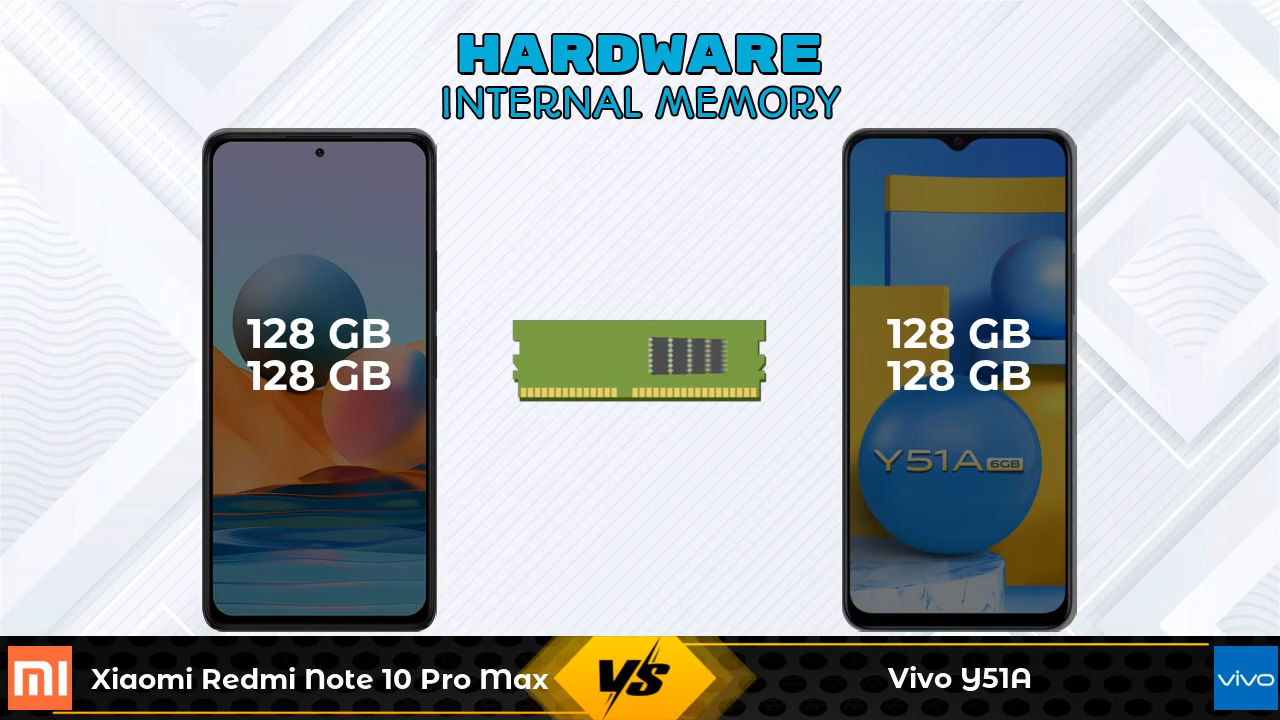 HARDWARE
INTERNAL MEMORY
128 GB
128 GB
128 GB
128 GB
Y51A 6GB
MI
Xiaomi Redmi Note 10 Pro Max
VS
Vivo Y51A
vivo